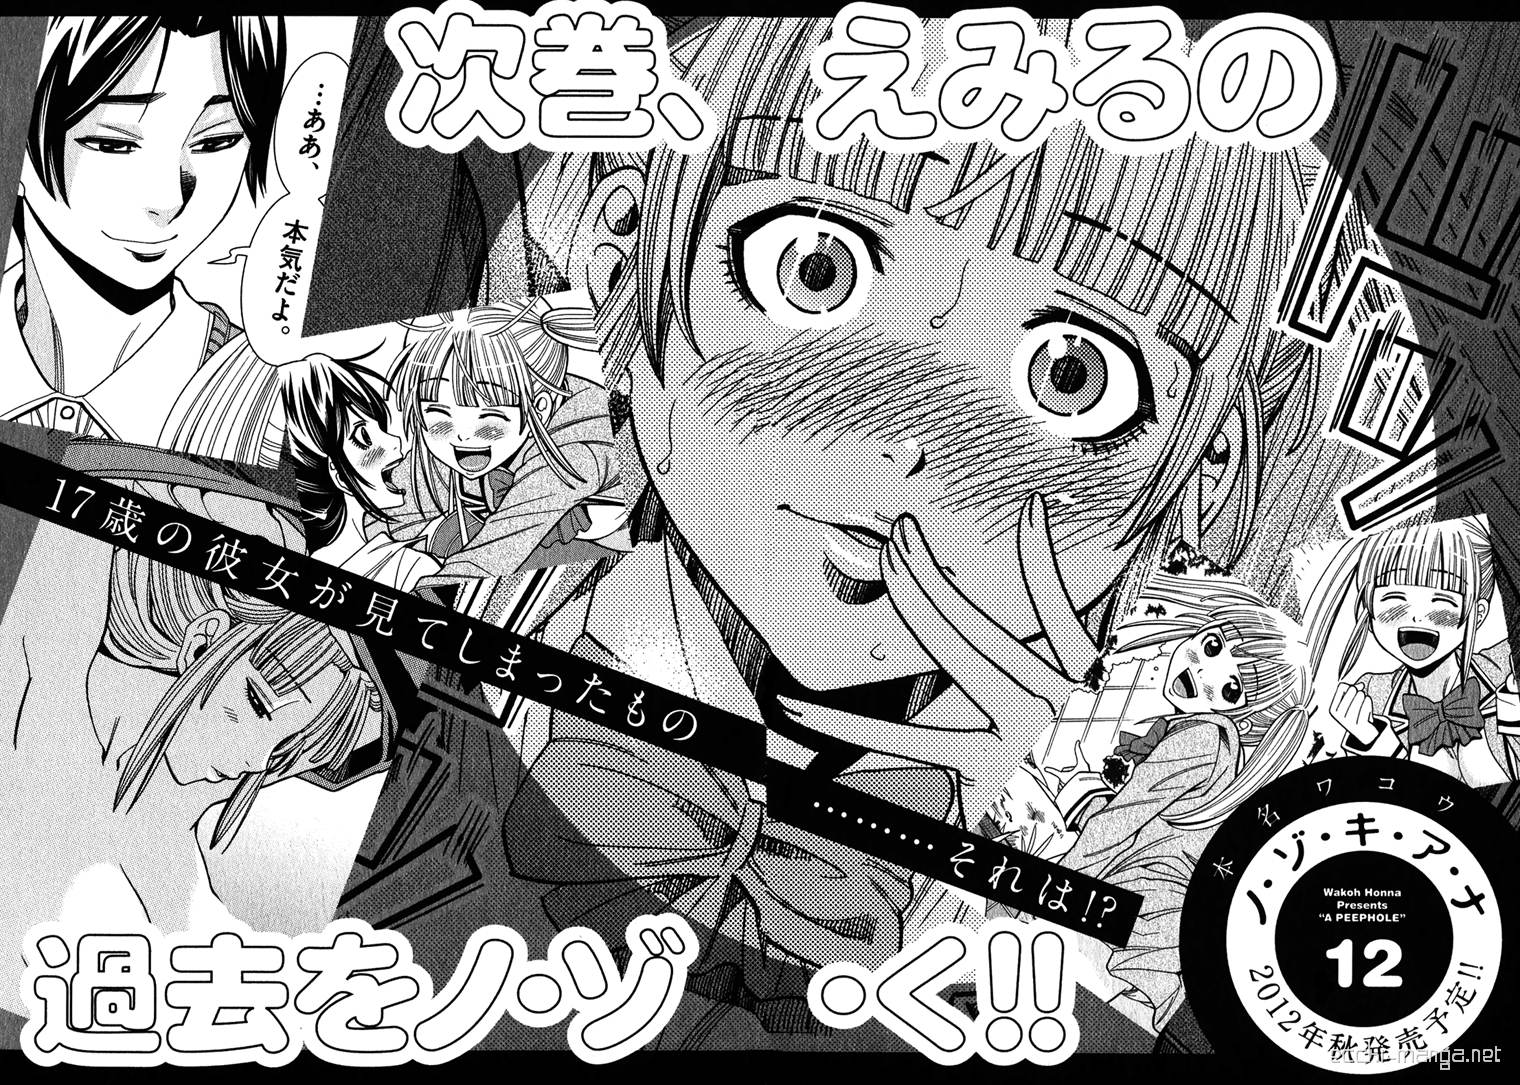 次巻、えみるの
…ああ、
本気だよ。
17歳の彼女が見てしまったもの
………それは!?
過去をノ・ゾ・く!!
本名ワコウ
ノ・ゾ・キ・ア・ナ
Wakoh Honna
Presents
"A PEEPHOLE"
12
2012年秋発売予定!!